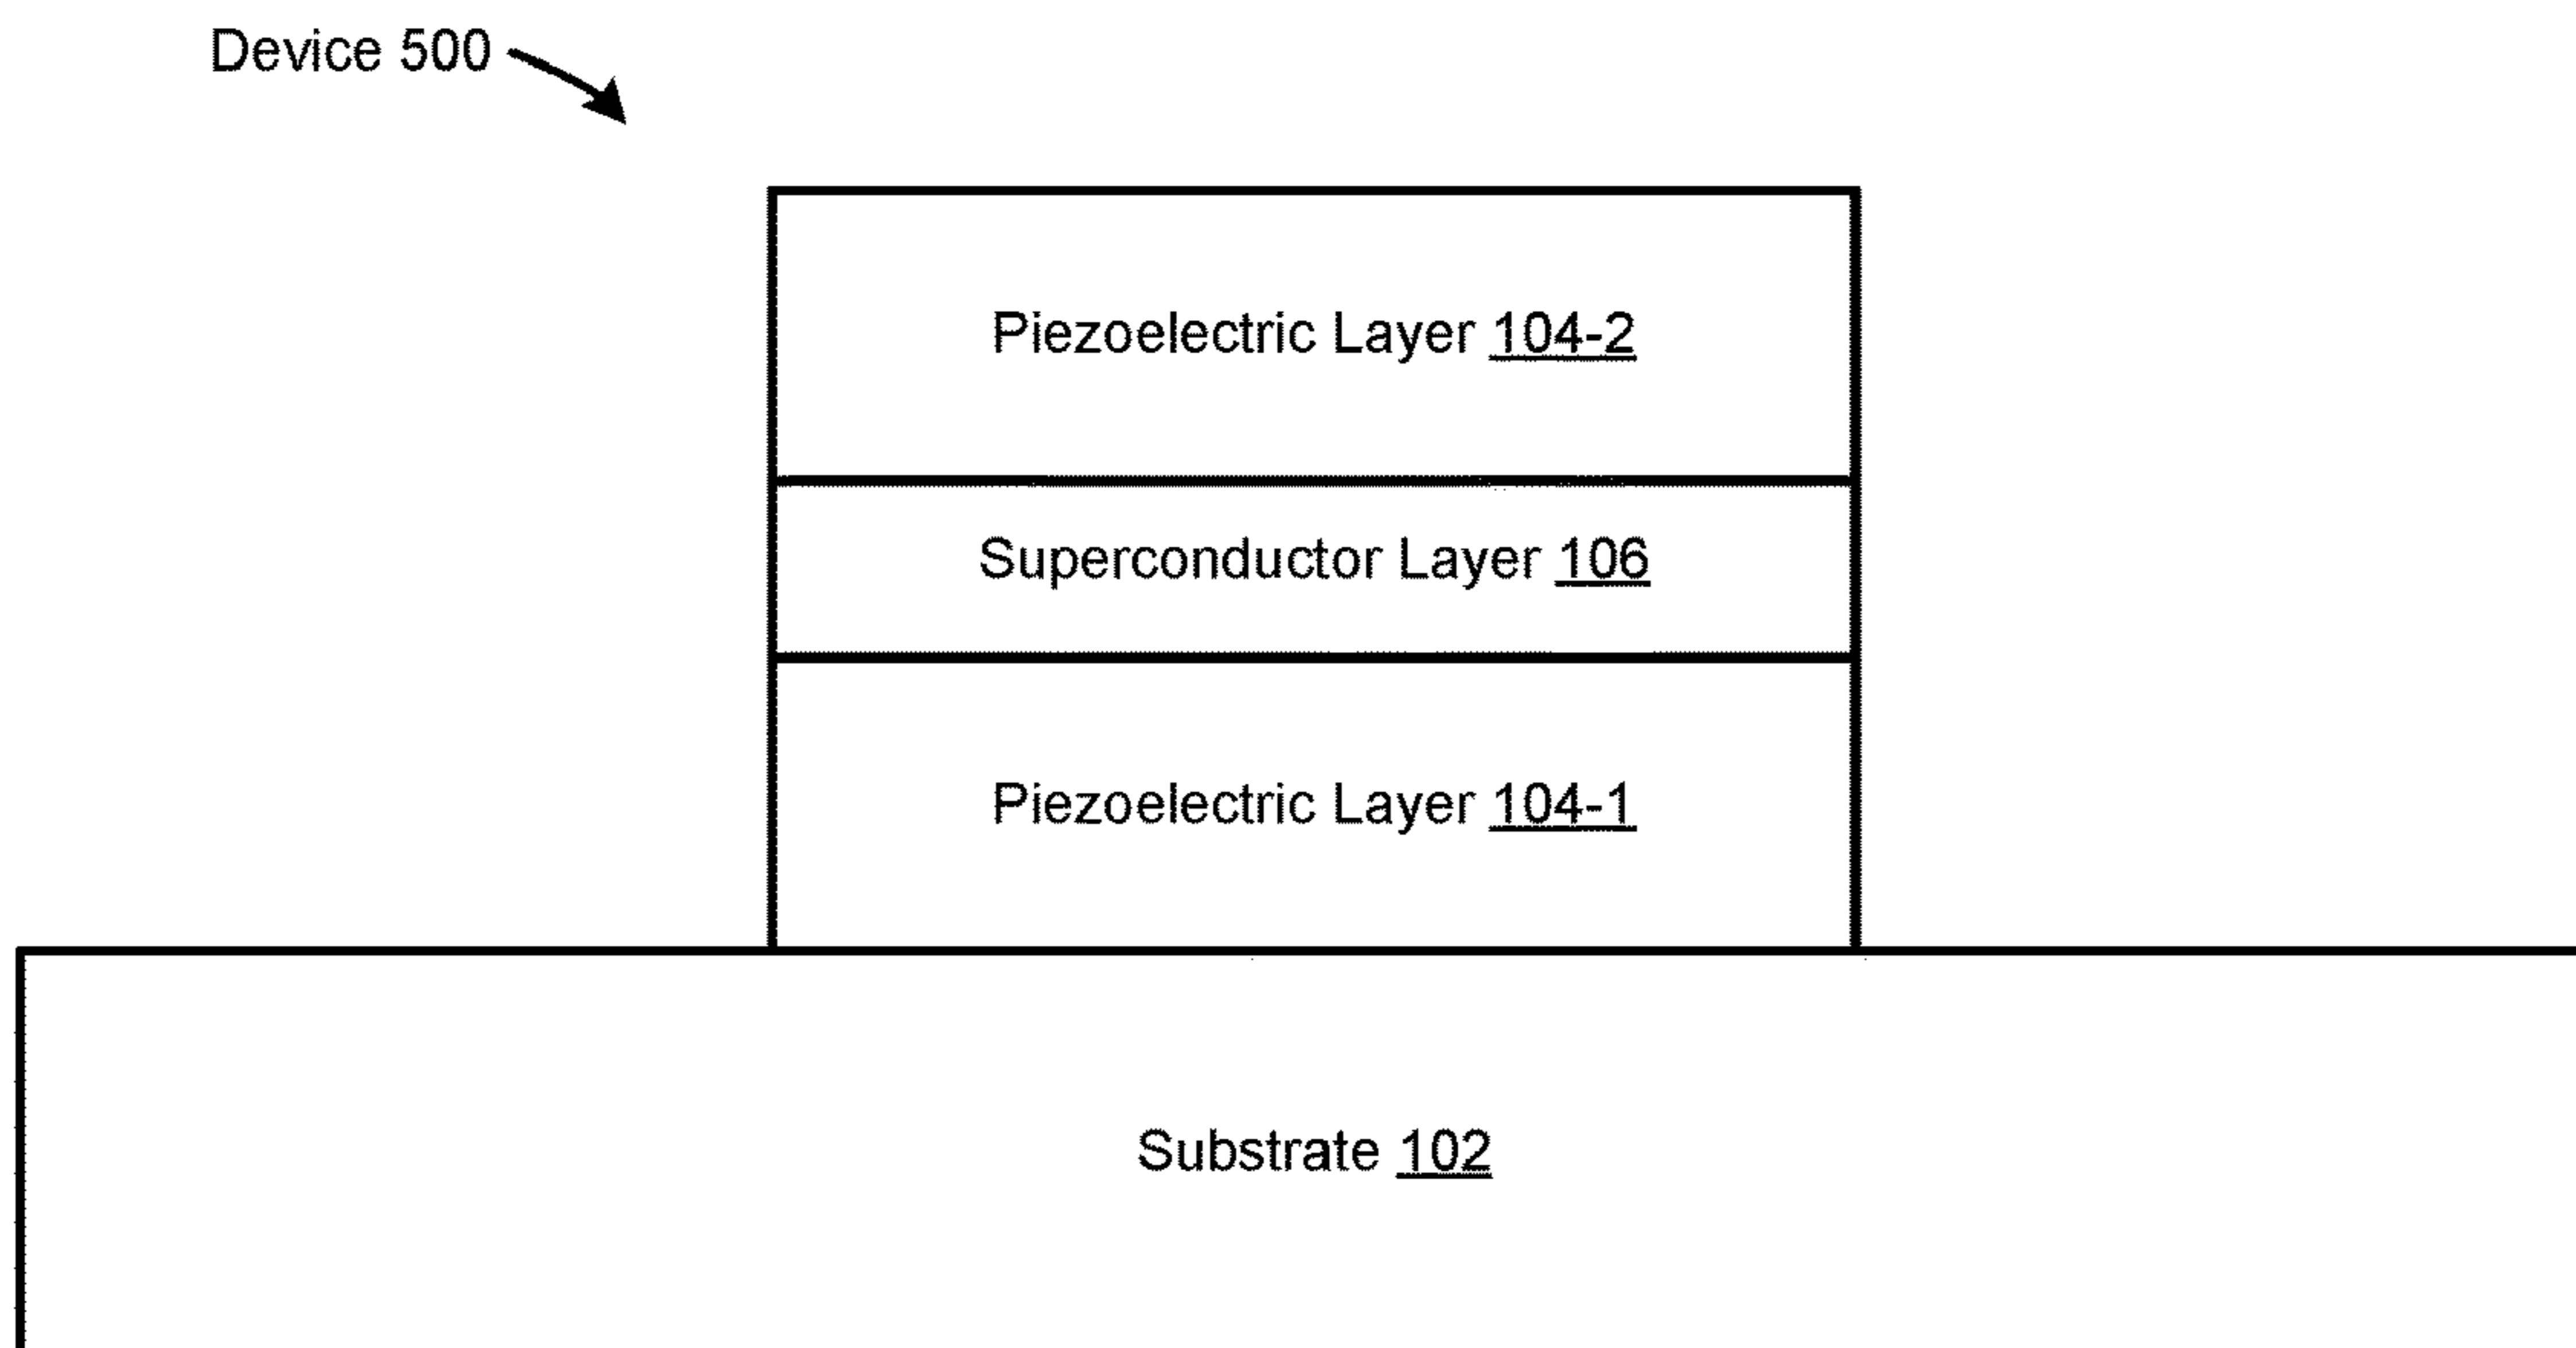 Device 500
Piezoelectric Layer 104-2
Superconductor Layer 106
Piezoelectric Layer 104-1
Substrate 102